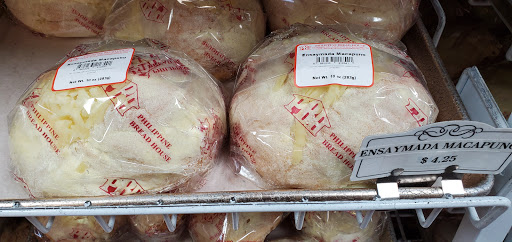 Ensaymada Macapuno
Net Wt. 10 oz (283g)
PHILIPPINE
BREAD HOUSE
Ensaymada Macapuno
Net Wt. 10 oz (283g)
PHILIPPINE
BREAD HOUSE
ENSAYMADA MACAPUNO
$ 4.25